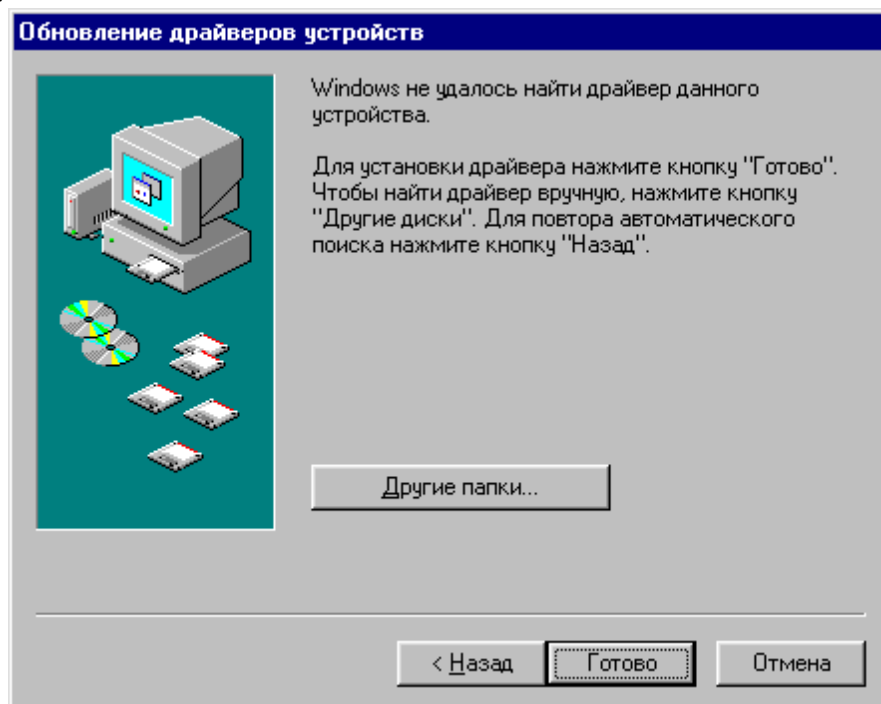 Обновление драйверов устройств
Windows не удалось найти драйвер данного
устройства.
Для установки драйвера нажмите кнопку "Готово".
Чтобы найти драйвер вручную, нажмите кнопку
"Другие диски". Для повтора автоматического
поиска нажмите кнопку "Назад".
Другие папки...
< Назад
Готово
Отмена